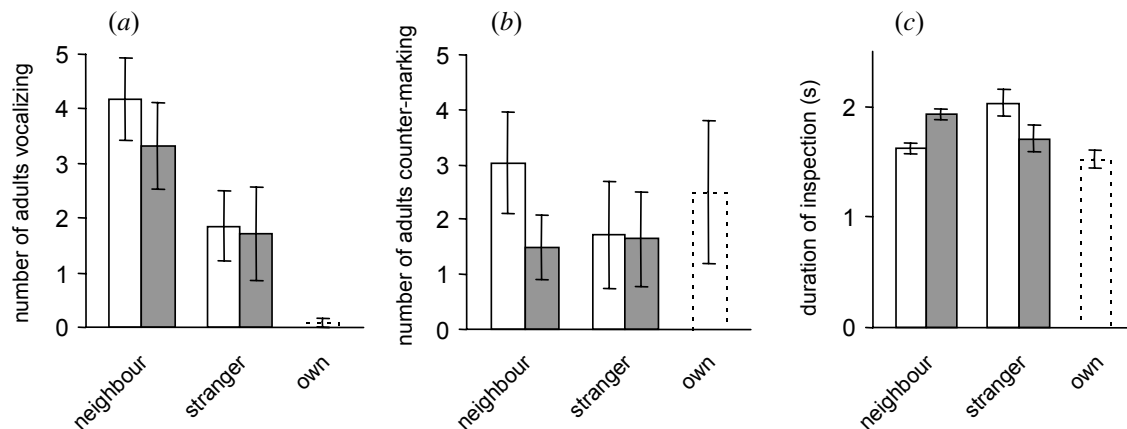 (a)
number of adults vocalizing
5
4
3
2
1
0
neighbour
stranger
own
(b)
number of adults counter-marking
5
4
3
2
1
0
neighbour
stranger
own
(c)
duration of inspection (s)
2
1
0
neighbour
stranger
own